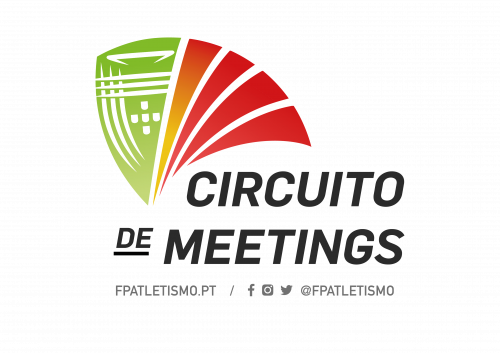 CIRCUITO
DE MEETINGS
FPATLETISMO.PT / @FPATLETISMO